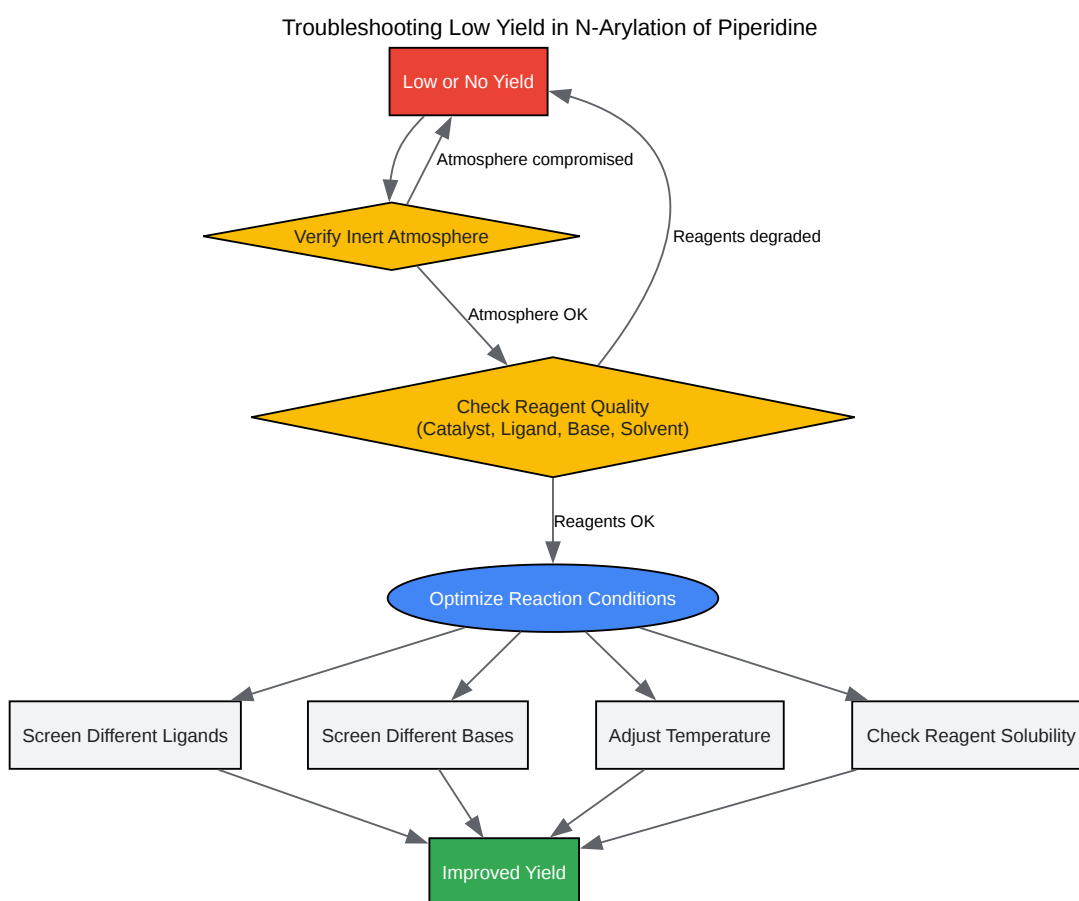 Troubleshooting Low Yield in N-Arylation of Piperidine
Low or No Yield
Atmosphere compromised
Verify Inert Atmosphere
Reagents degraded
Atmosphere OK
Check Reagent Quality
(Catalyst, Ligand, Base, Solvent)
Reagents OK
Optimize Reaction Conditions
Screen Different Ligands
Screen Different Bases
Adjust Temperature
Check Reagent Solubility
Improved Yield